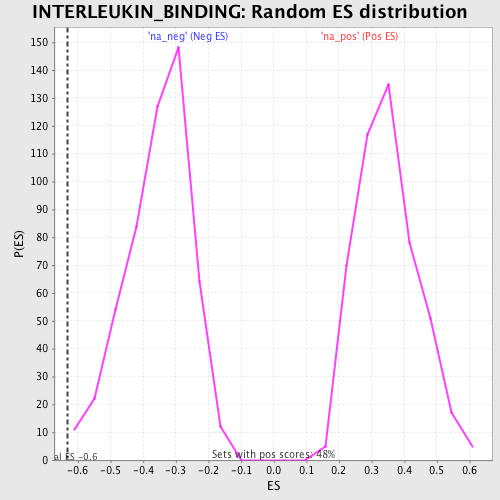 INTERLEUKIN_BINDING: Random ES distribution
'na_neg' (Neg ES) 'na_pos' (Pos ES)
150
140
130
120
110
100
90
80
70
60
50
40
30
20
10
0
P(ES)
al ES -0.6 Sets with pos scores: 48%
-0.6 -0.5 -0.4 -0.3 -0.2 -0.1 0.0 0.1 0.2 0.3 0.4 0.5 0.6
ES